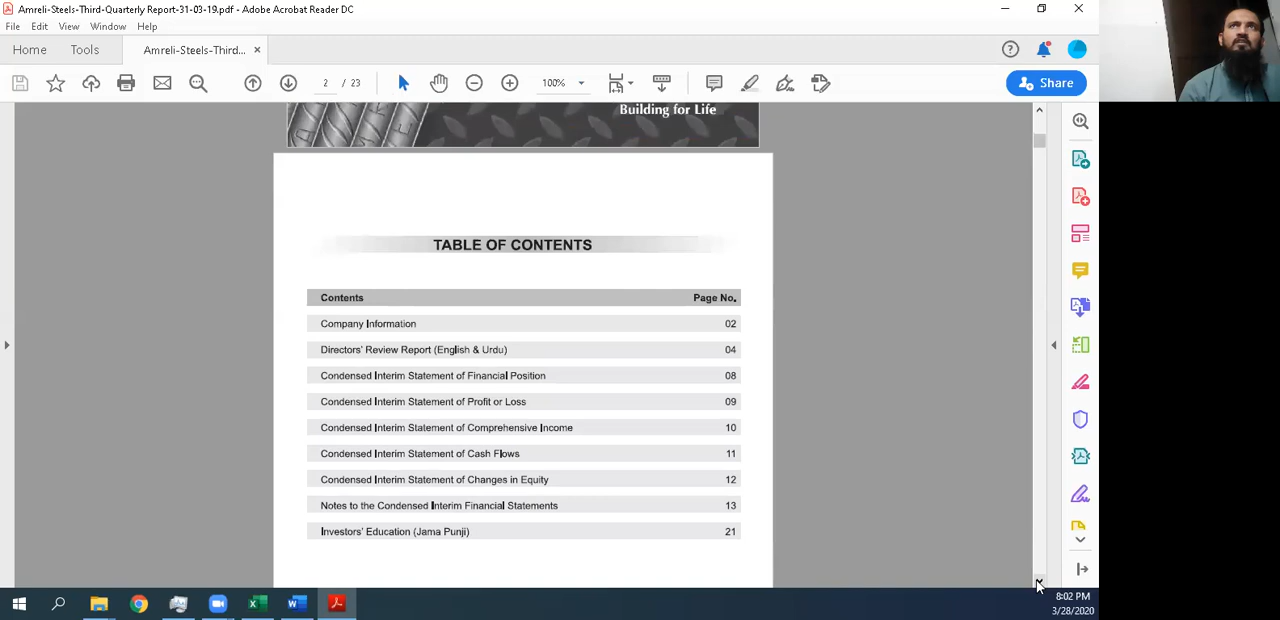 Amreli-Steels-Third-Quarterly Report-31-03-19.pdf - Adobe Acrobat Reader DC
File Edit View Window Help
Home Tools Amreli-Steels-Third... ×
2 / 23 100% Share
Building for Life
TABLE OF CONTENTS
Contents Page No.
Company Information 02
Directors' Review Report (English & Urdu) 04
Condensed Interim Statement of Financial Position 08
Condensed Interim Statement of Profit or Loss 09
Condensed Interim Statement of Comprehensive Income 10
Condensed Interim Statement of Cash Flows 11
Condensed Interim Statement of Changes in Equity 12
Notes to the Condensed Interim Financial Statements 13
Investors' Education (Jama Punji) 21
8:02 PM
3/28/2020